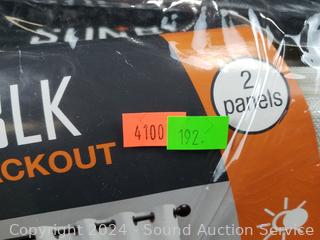 BLK
CKOUT
4100
192.
2
panels
Copyright 2024 - Sound Auction Service